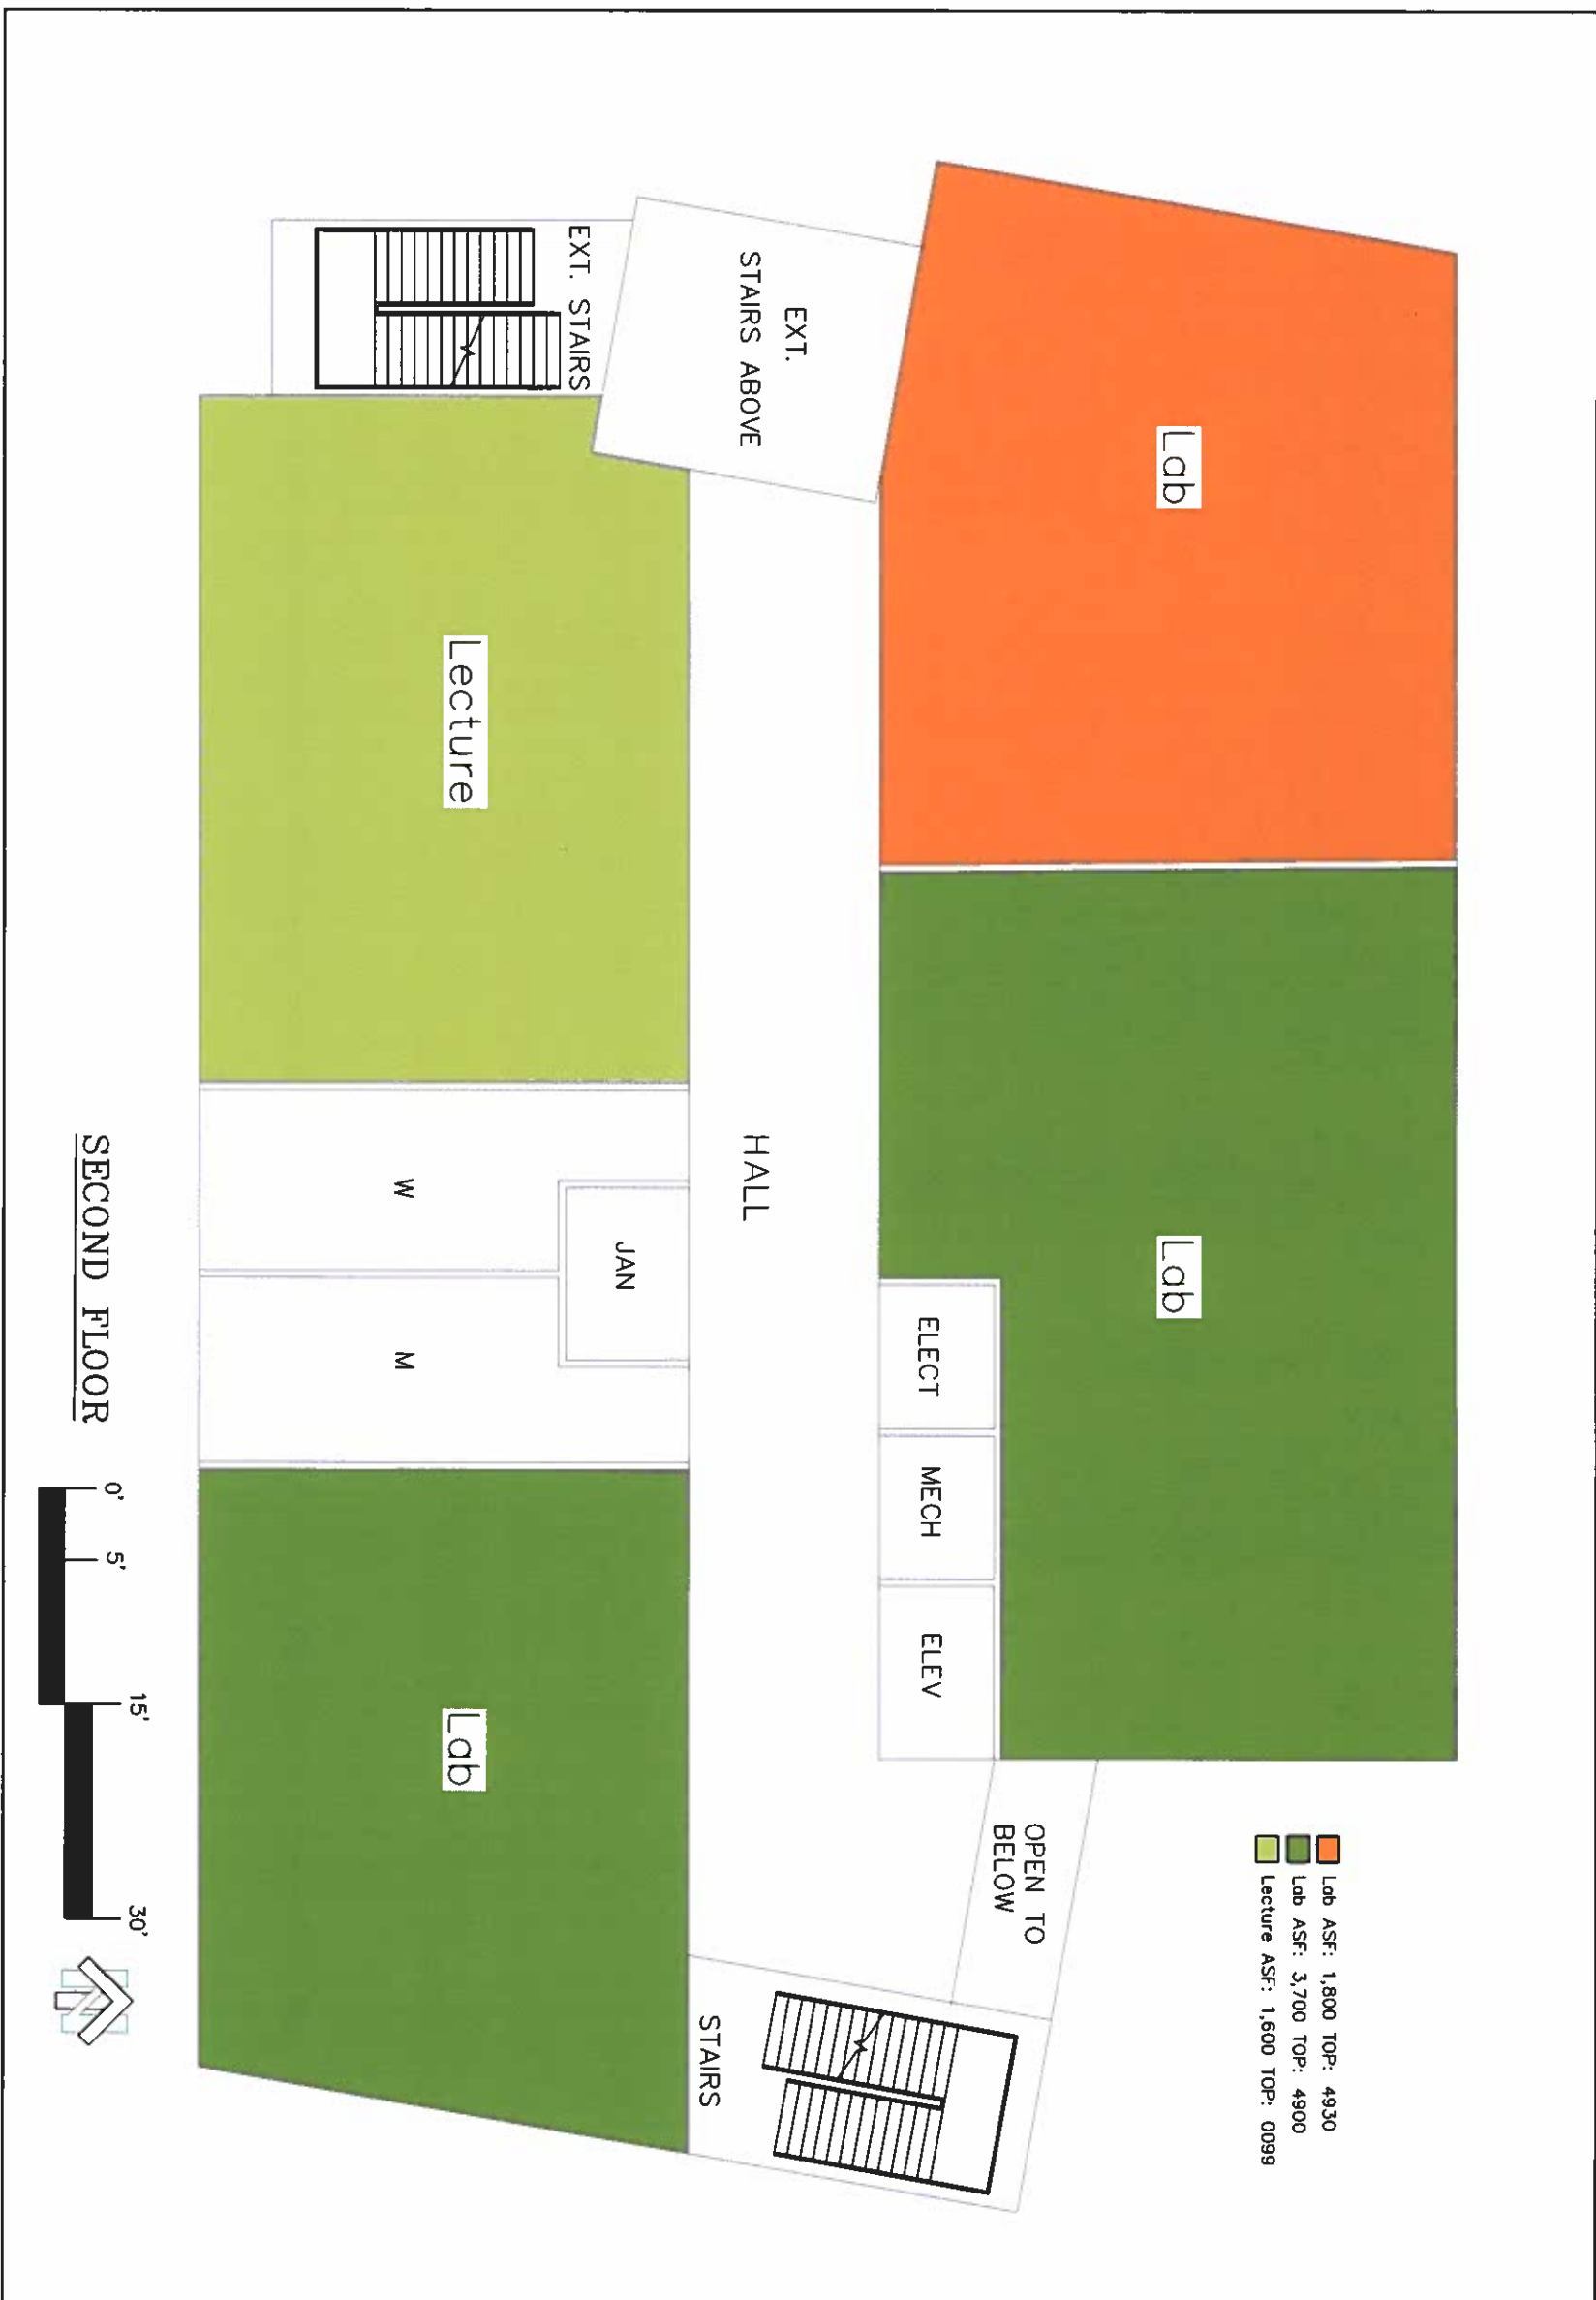 Lab ASF: 1,800 TOP: 4930
Lab ASF: 3,700 TOP: 4900
Lecture ASF: 1,600 TOP: 0099
Lab
Lab
OPEN TO
BELOW
ELECT
MECH
ELEV
EXT.
STAIRS ABOVE
HALL
STAIRS
EXT. STAIRS
JAN
Lecture
W
M
Lab
SECOND FLOOR
0'
5'
15'
30'